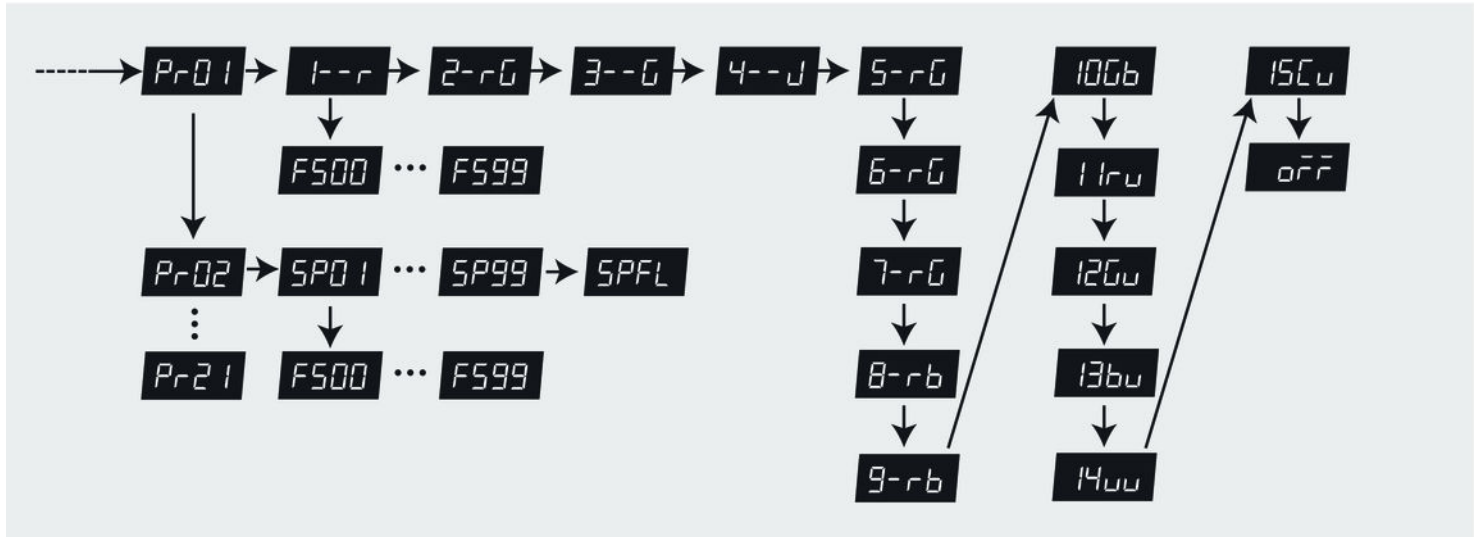 Pr01 1--r 2-rG 3--G 4--J 5-rG 10Gb 15Cu
FS00 ... FS99 6-rG 11ru oFF
Pr02 SP01 ... SP99 SPFL 7-rG 12Gu
8-rb 13bu
Pr21 FS00 ... FS99
9-rb 14uu